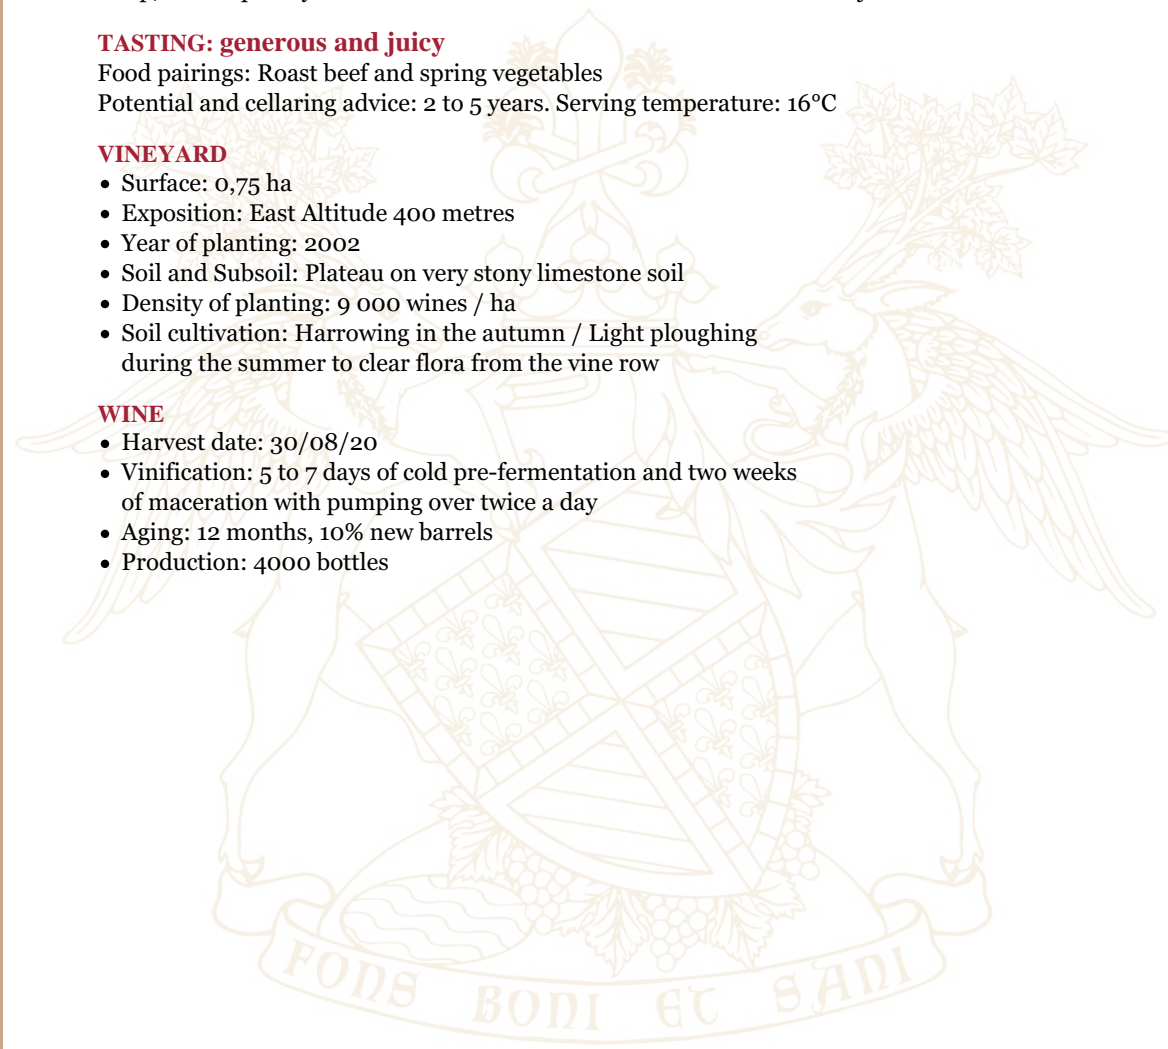 TASTING: generous and juicy
Food pairings: Roast beef and spring vegetables
Potential and cellaring advice: 2 to 5 years. Serving temperature: 16°C
VINEYARD
• Surface: 0,75 ha
• Exposition: East Altitude 400 metres
• Year of planting: 2002
• Soil and Subsoil: Plateau on very stony limestone soil
• Density of planting: 9 000 wines / ha
• Soil cultivation: Harrowing in the autumn / Light ploughing
during the summer to clear flora from the vine row
WINE
• Harvest date: 30/08/20
• Vinification: 5 to 7 days of cold pre-fermentation and two weeks
of maceration with pumping over twice a day
• Aging: 12 months, 10% new barrels
• Production: 4000 bottles
FONS BONI ET SANI